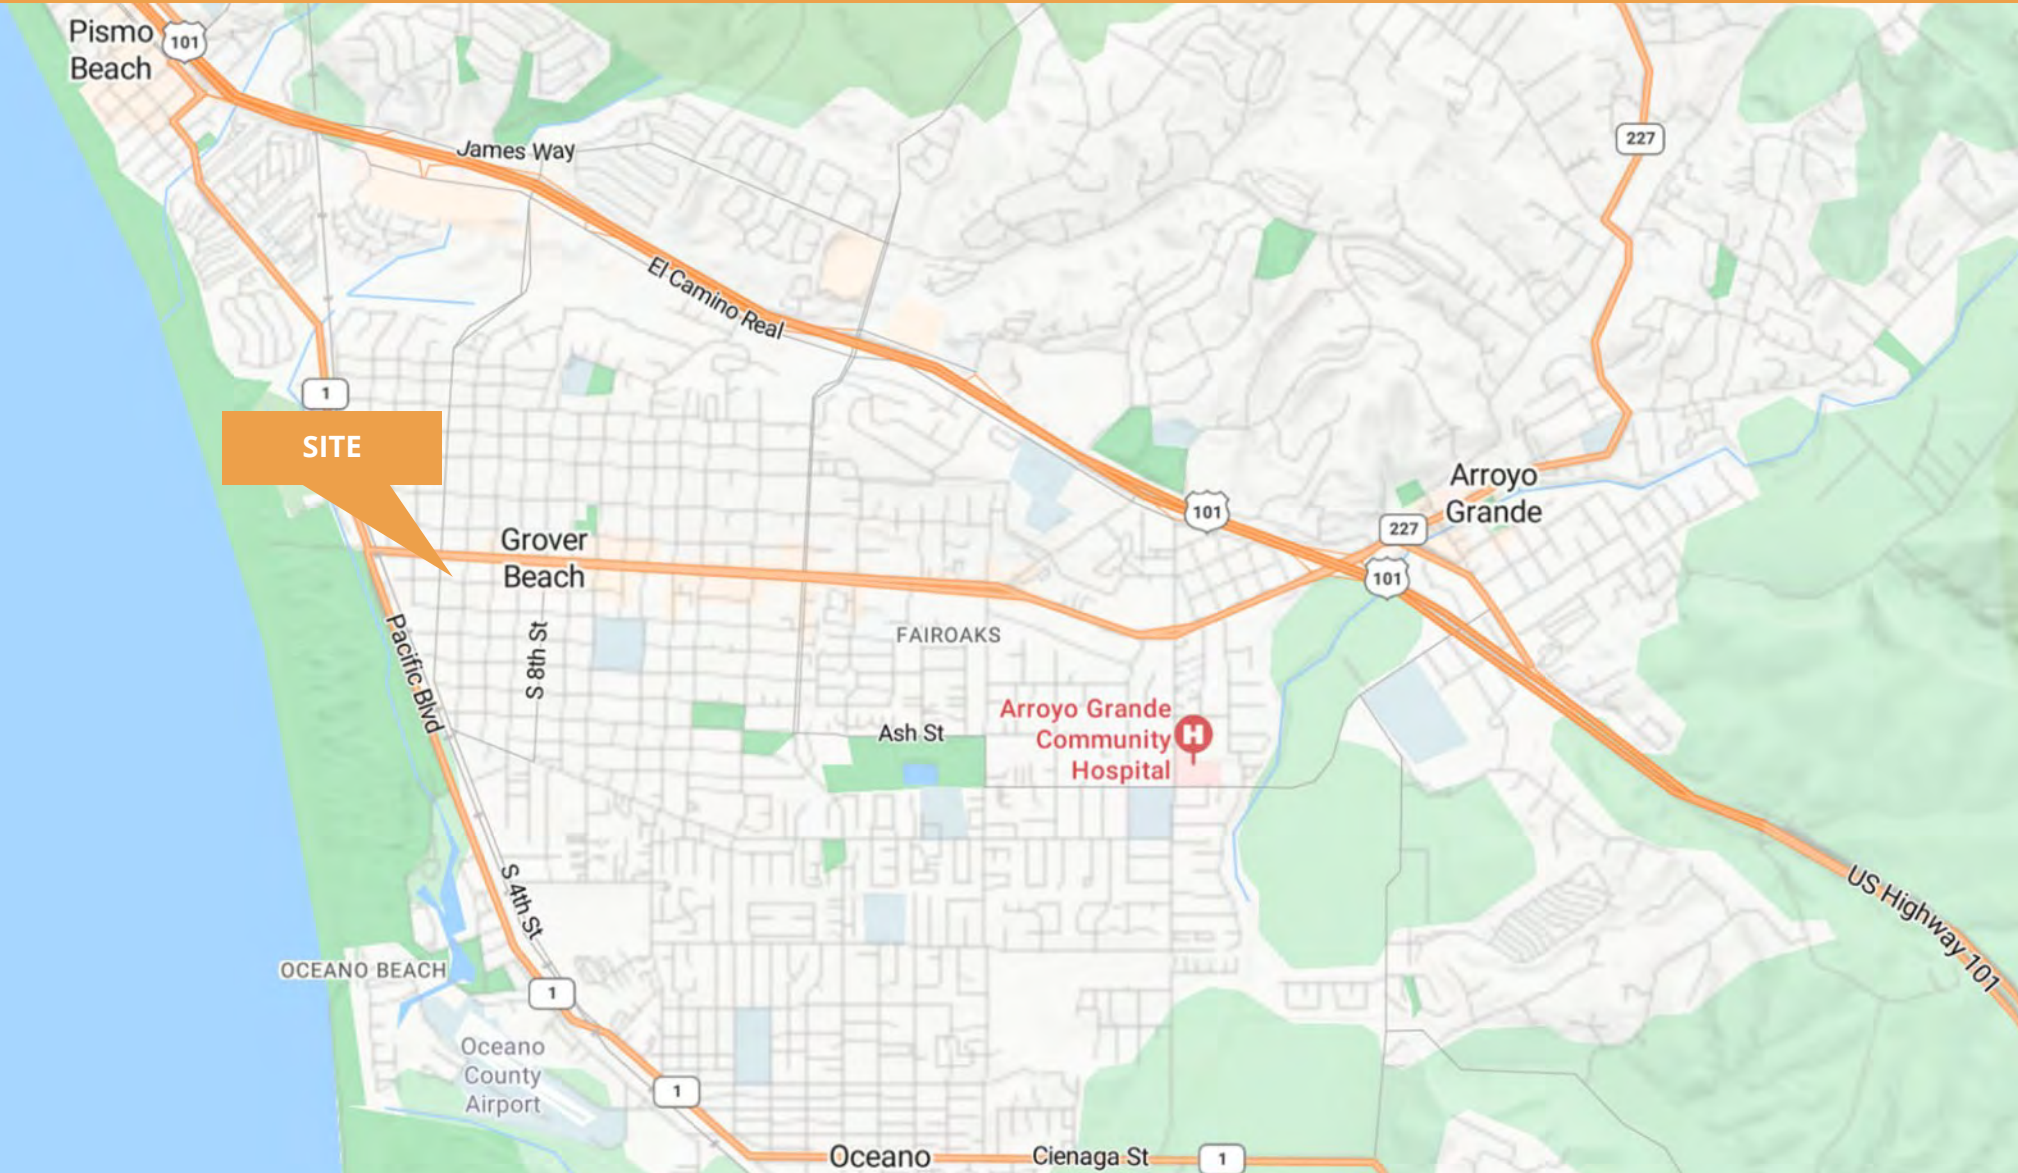 Pismo
Beach
101
James Way
227
El Camino Real
1
SITE
Arroyo
Grande
101
227
Grover
Beach
101
FAIROAKS
Pacific Blvd
S 8th St
Arroyo Grande
Community
Hospital
H
Ash St
S 4th St
US Highway 101
OCEANO BEACH
1
Oceano
County
Airport
1
Oceano
Cienaga St
1